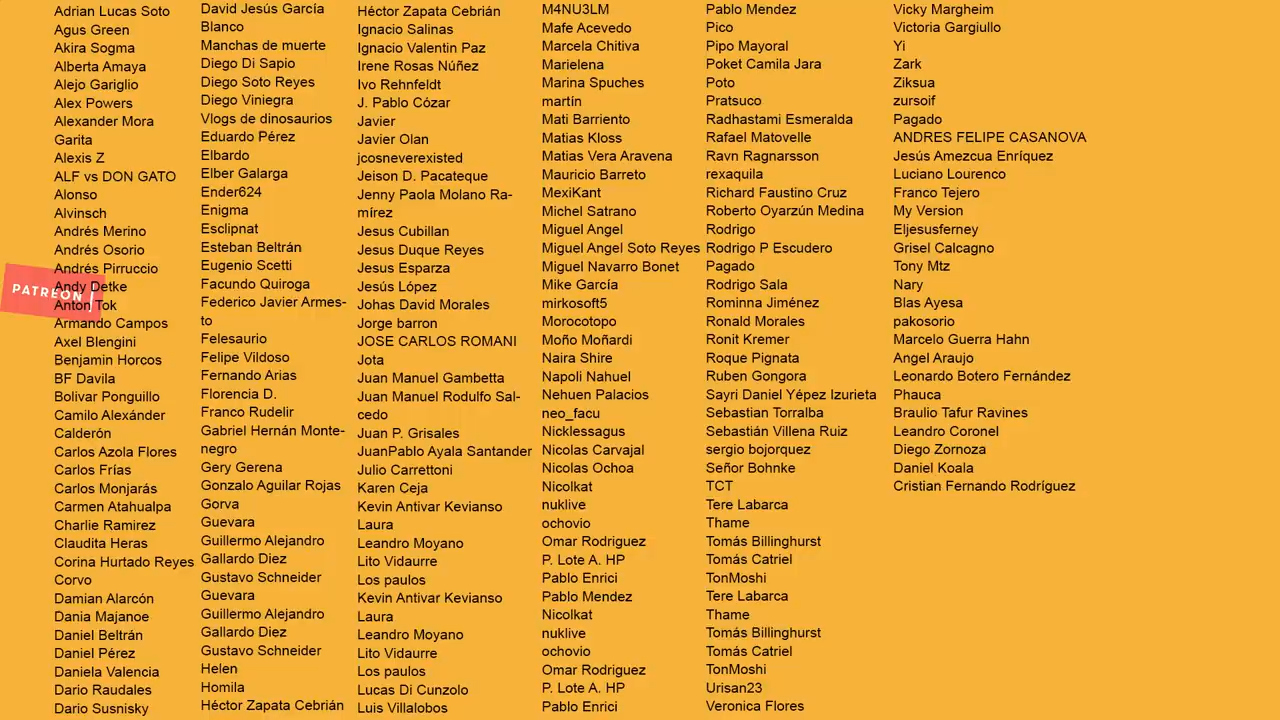 Adrian Lucas Soto
Agus Green
Akira Sogma
Alberta Amaya
Alejo Gariglio
Alex Powers
Alexander Mora
Garita
Alexis Z
ALF vs DON GATO
Alonso
Alvinsch
Andrés Merino
Andrés Osorio
Andrés Pirruccio
Andy Detke
PATREON
Anton Tok
Armando Campos
Axel Blengini
Benjamin Horcos
BF Davila
Bolivar Ponguillo
Camilo Alexánder
Calderón
Carlos Azola Flores
Carlos Frías
Carlos Monjarás
Carmen Atahualpa
Charlie Ramirez
Claudita Heras
Corina Hurtado Reyes
Corvo
Damian Alarcón
Dania Majanoe
Daniel Beltrán
Daniel Pérez
Daniela Valencia
Dario Raudales
Dario Susnisky
David Jesús García
Blanco
Manchas de muerte
Diego Di Sapio
Diego Soto Reyes
Diego Viniegra
Vlogs de dinosaurios
Eduardo Pérez
Elbardo
Elber Galarga
Ender624
Enigma
Esclipnat
Esteban Beltrán
Eugenio Scetti
Facundo Quiroga
Federico Javier Armes-
to
Felesaurio
Felipe Vildoso
Fernando Arias
Florencia D.
Franco Rudelir
Gabriel Hernán Monte-
negro
Gery Gerena
Gonzalo Aguilar Rojas
Gorva
Guevara
Guillermo Alejandro
Gallardo Diez
Gustavo Schneider
Guevara
Guillermo Alejandro
Gallardo Diez
Gustavo Schneider
Helen
Homila
Héctor Zapata Cebrián
Héctor Zapata Cebrián
Ignacio Salinas
Ignacio Valentin Paz
Irene Rosas Núñez
Ivo Rehnfeldt
J. Pablo Cózar
Javier
Javier Olan
jcosneverexisted
Jeison D. Pacateque
Jenny Paola Molano Ra-
mírez
Jesus Cubillan
Jesus Duque Reyes
Jesus Esparza
Jesús López
Johas David Morales
Jorge barron
JOSE CARLOS ROMANI
Jota
Juan Manuel Gambetta
Juan Manuel Rodulfo Sal-
cedo
Juan P. Grisales
JuanPablo Ayala Santander
Julio Carrettoni
Karen Ceja
Kevin Antivar Kevianso
Laura
Leandro Moyano
Lito Vidaurre
Los paulos
Kevin Antivar Kevianso
Laura
Leandro Moyano
Lito Vidaurre
Los paulos
Lucas Di Cunzolo
Luis Villalobos
M4NU3LM
Mafe Acevedo
Marcela Chitiva
Marielena
Marina Spuches
martín
Mati Barriento
Matias Kloss
Matias Vera Aravena
Mauricio Barreto
MexiKant
Michel Satrano
Miguel Angel
Miguel Angel Soto Reyes
Miguel Navarro Bonet
Mike García
mirkosoft5
Morocotopo
Moño Moñardi
Naira Shire
Napoli Nahuel
Nehuen Palacios
neo_facu
Nicklessagus
Nicolas Carvajal
Nicolas Ochoa
Nicolkat
nuklive
ochovio
Omar Rodriguez
P. Lote A. HP
Pablo Enrici
Pablo Mendez
Nicolkat
nuklive
ochovio
Omar Rodriguez
P. Lote A. HP
Pablo Enrici
Pablo Mendez
Pico
Pipo Mayoral
Poket Camila Jara
Poto
Pratsuco
Radhastami Esmeralda
Rafael Matovelle
Ravn Ragnarsson
rexaquila
Richard Faustino Cruz
Roberto Oyarzún Medina
Rodrigo
Rodrigo P Escudero
Pagado
Rodrigo Sala
Rominna Jiménez
Ronald Morales
Ronit Kremer
Roque Pignata
Ruben Gongora
Sayri Daniel Yépez Izurieta
Sebastian Torralba
Sebastián Villena Ruiz
sergio bojorquez
Señor Bohnke
TCT
Tere Labarca
Thame
Tomás Billinghurst
Tomás Catriel
TonMoshi
Tere Labarca
Thame
Tomás Billinghurst
Tomás Catriel
TonMoshi
Urisan23
Veronica Flores
Vicky Margheim
Victoria Gargiullo
Yi
Zark
Ziksua
zursoif
Pagado
ANDRES FELIPE CASANOVA
Jesús Amezcua Enríquez
Luciano Lourenco
Franco Tejero
My Version
Eljesusferney
Grisel Calcagno
Tony Mtz
Nary
Blas Ayesa
pakosorio
Marcelo Guerra Hahn
Angel Araujo
Leonardo Botero Fernández
Phauca
Braulio Tafur Ravines
Leandro Coronel
Diego Zornoza
Daniel Koala
Cristian Fernando Rodríguez